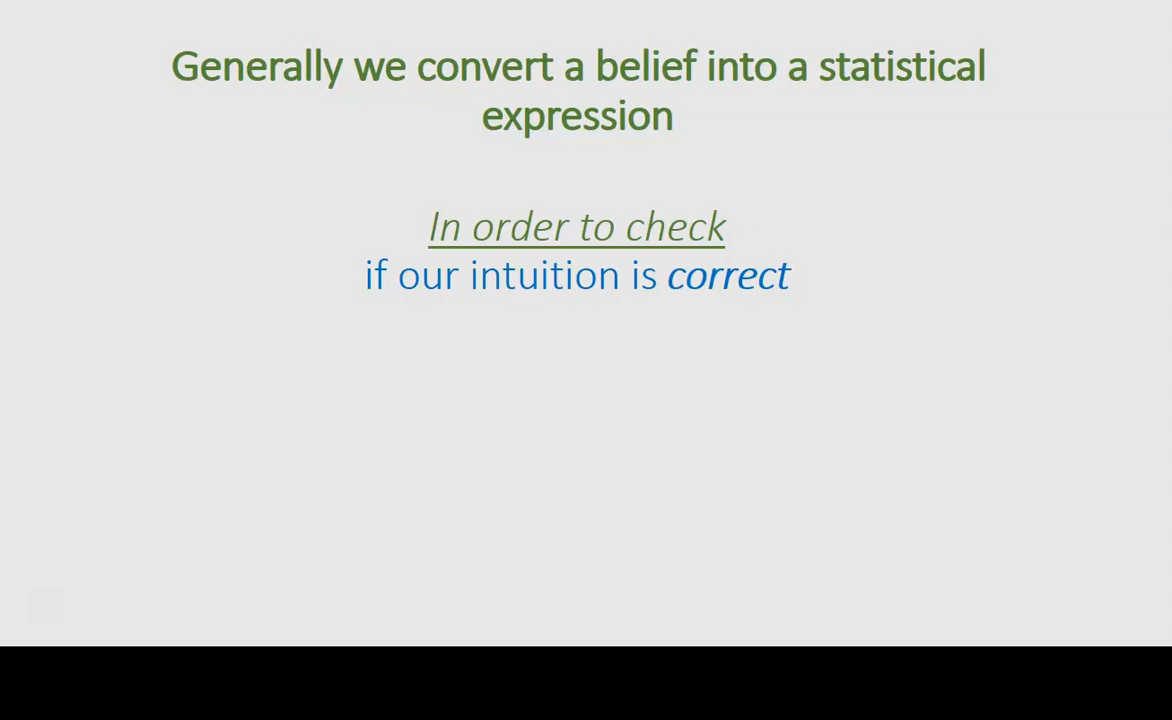 Generally we convert a belief into a statistical
expression
In order to check
if our intuition is correct